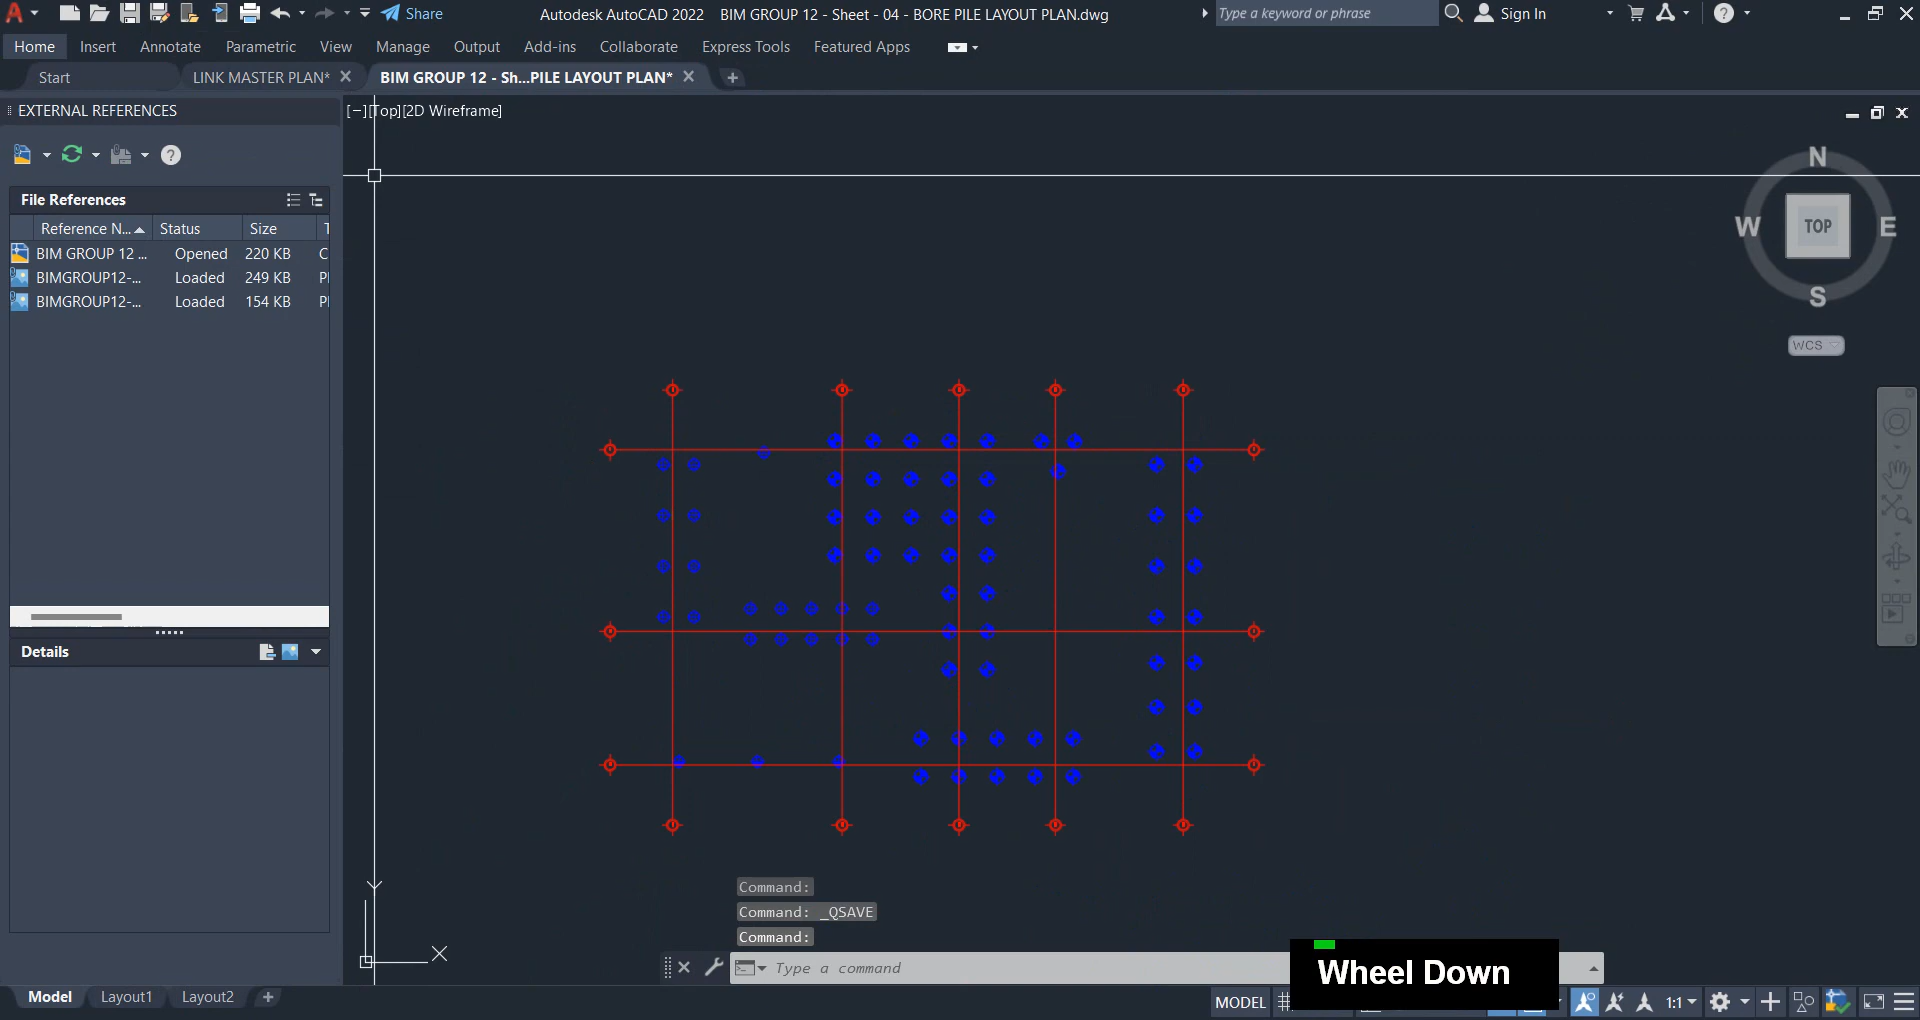 Share
Autodesk AutoCAD 2022 BIM GROUP 12 - Sheet - 04 - BORE PILE LAYOUT PLAN.dwg
Type a keyword or phrase
Sign In
Home Insert Annotate Parametric View Manage Output Add-ins Collaborate Express Tools Featured Apps
Start LINK MASTER PLAN* BIM GROUP 12 - Sh...PILE LAYOUT PLAN*
EXTERNAL REFERENCES
[−][Top][2D Wireframe]
N
W TOP E
S
WCS
File References
Reference N... Status Size
BIM GROUP 12 ... Opened 220 KB C
BIMGROUP12-... Loaded 249 KB
BIMGROUP12-... Loaded 154 KB
Details
Y
X
Command:
Command: _QSAVE
Command:
Type a command
Wheel Down
Model Layout1 Layout2
MODEL
1:1